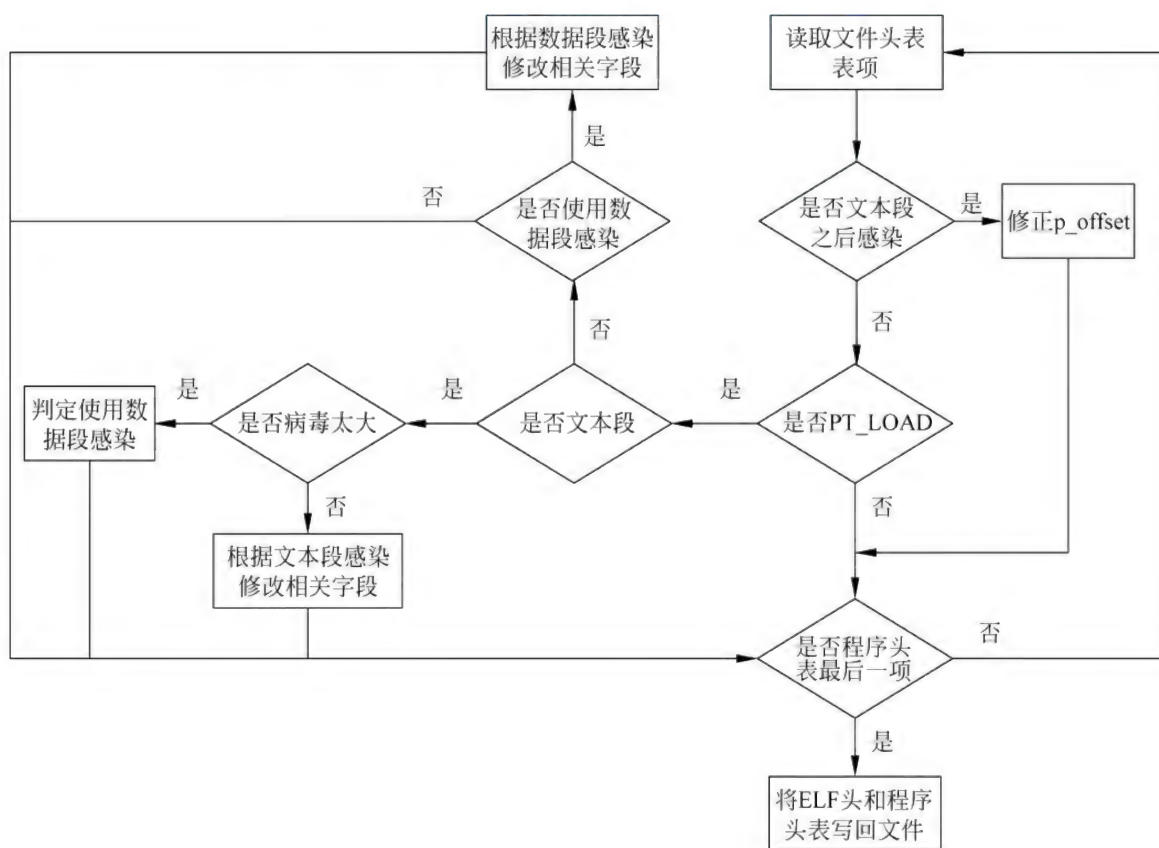 根据数据段感染
修改相关字段
读取文件头表
表项
是
否
是否使用数
据段感染
是否文本段
之后感染
是
修正p_offset
否
否
判定使用数
据段感染
是
是否病毒太大
是
是否文本段
是
是否PT_LOAD
否
否
根据文本段感染
修改相关字段
是否程序头
表最后一项
否
是
将ELF头和程序
头表写回文件